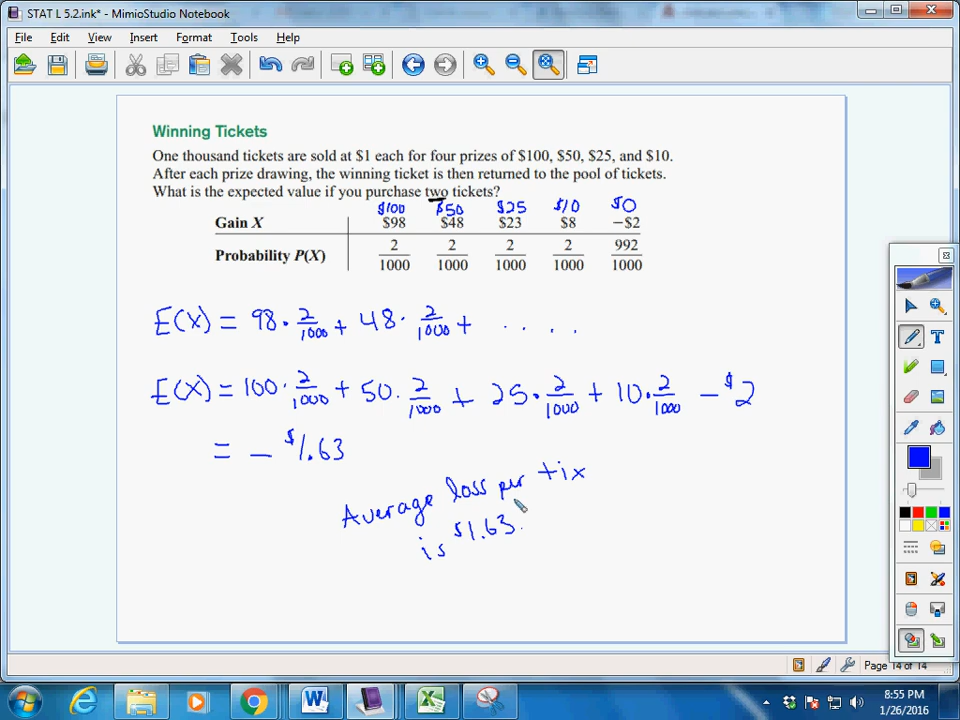 STAT L 5.2.ink* - MimioStudio Notebook
File Edit View Insert Format Tools Help
Winning Tickets
One thousand tickets are sold at $1 each for four prizes of $100, $50, $25, and $10.
After each prize drawing, the winning ticket is then returned to the pool of tickets.
What is the expected value if you purchase two tickets?
$100 $50 $25 $10 $0
Gain X $98 $48 $23 $8 −$2
Probability P(X) 2/1000 2/1000 2/1000 2/1000 992/1000
E(X) = 98 · 2/1000 + 48 · 2/1000 + . . . . .
E(X) = 100 · 2/1000 + 50 · 2/1000 + 25 · 2/1000 + 10 · 2/1000 − $2
= − $1.63
Average loss per tix
is $1.63.
T
Page 14 of 14
W
8:55 PM
1/26/2016